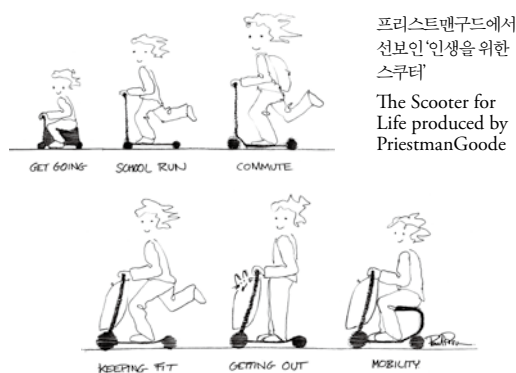 프리스트맨구드에서
선보인 '인생을 위한
스쿠터'
The Scooter for
Life produced by
PriestmanGoode
GET GOING
SCHOOL RUN
COMMUTE
KEEPING FIT
GETTING OUT
MOBILITY